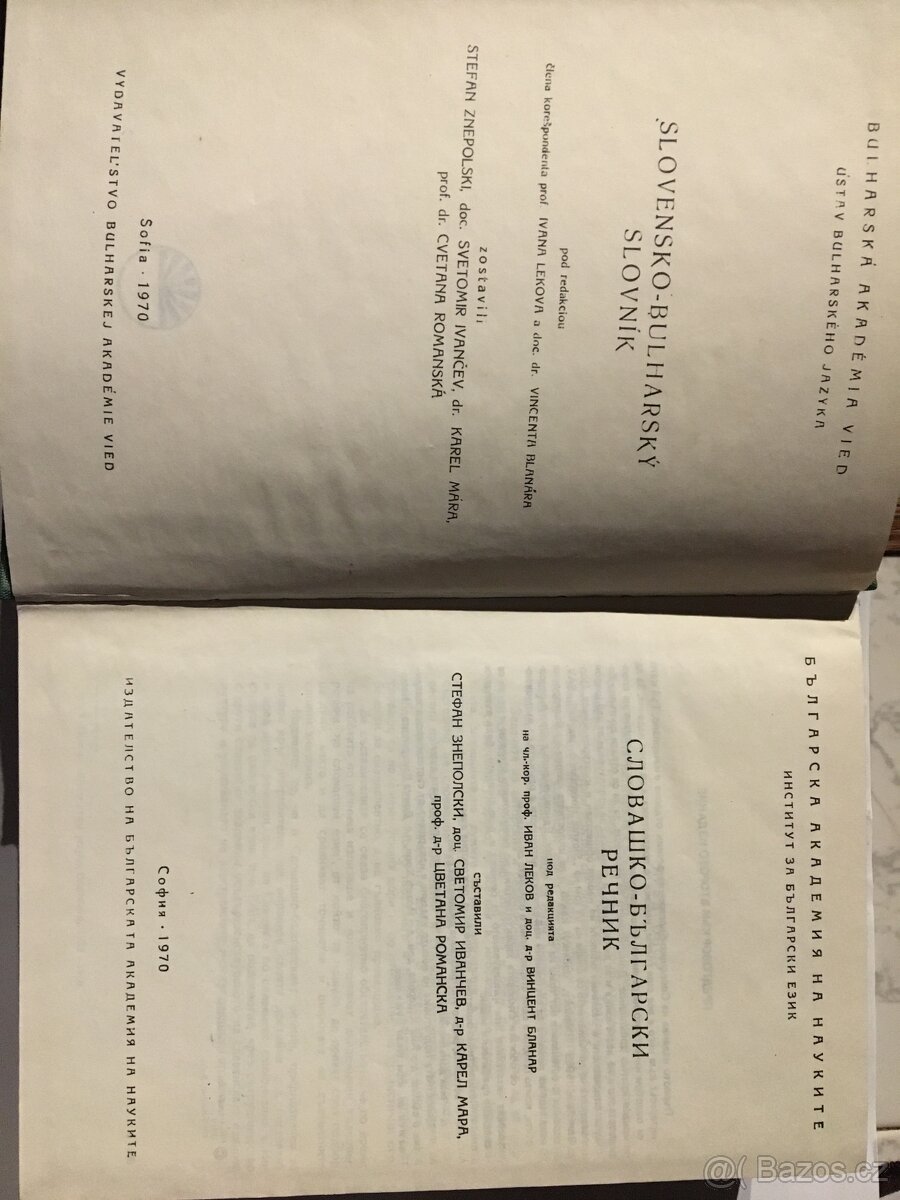 BULHARSKÁ AKADÉMIA VIED
ÚSTAV BULHARSKÉHO JAZYKA
SLOVENSKO-BULHARSKÝ
SLOVNÍK
pod redakciou
člena korešpondenta prof. IVANA LEKOVA a doc. dr. VINCENTA BLANÁRA
zostavili
STEFAN ZNEPOLSKI, doc. SVETOMIR IVANČEV, dr. KAREL MÁRA,
prof. dr. CVETANA ROMANSKÁ
Sofia · 1970
VYDAVATEĽSTVO BULHARSKEJ AKADÉMIE VIED
БЪЛГАРСКА АКАДЕМИЯ НА НАУКИТЕ
ИНСТИТУТ ЗА БЪЛГАРСКИ ЕЗИК
СЛОВАШКО-БЪЛГАРСКИ
РЕЧНИК
под редакцията
на чл.-кор. проф. ИВАН ЛЕКОВ и доц. д-р ВИНЦЕНТ БЛАНАР
съставили
СТЕФАН ЗНЕПОЛСКИ, доц. СВЕТОМИР ИВАНЧЕВ, д-р КАРЕЛ МАРА,
проф. д-р ЦВЕТАНА РОМАНСКА
София · 1970
ИЗДАТЕЛСТВО НА БЪЛГАРСКАТА АКАДЕМИЯ НА НАУКИТЕ
@( Bazos.cz